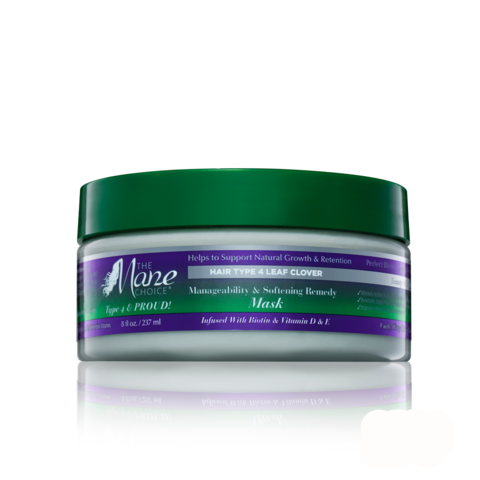 THE
Mane
CHOICE®
Type 4 & PROUD!
8 fl oz. / 237 ml
Helps to Support Natural Growth & Retention
HAIR TYPE 4 LEAF CLOVER
Manageability & Softening Remedy
Mask
Infused With Biotin & Vitamin D & E